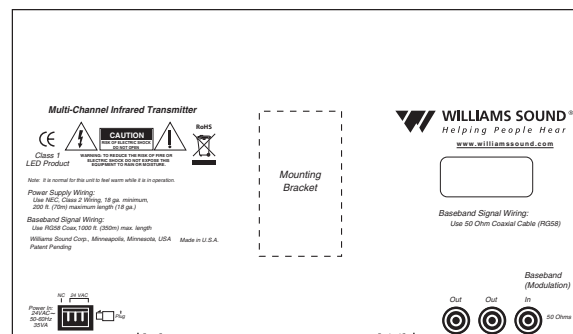 Multi-Channel Infrared Transmitter
CE
Class 1
LED Product
CAUTION
RISK OF ELECTRIC SHOCK
DO NOT OPEN
WARNING: TO REDUCE THE RISK OF FIRE OR
ELECTRIC SHOCK DO NOT EXPOSE THIS
EQUIPMENT TO RAIN OR MOISTURE.
RoHS
Note: It is normal for this unit to feel warm while it is in operation.
Power Supply Wiring:
Use NEC, Class 2 Wiring, 18 ga. minimum,
200 ft. (70m) maximum length (18 ga.)
Baseband Signal Wiring:
Use RG58 Coax,1000 ft. (350m) max. length
Williams Sound Corp., Minneapolis, Minnesota, USA Made in U.S.A.
Patent Pending
Mounting
Bracket
WILLIAMS SOUND®
Helping People Hear
www.williamssound.com
Baseband Signal Wiring:
Use 50 Ohm Coaxial Cable (RG58)
NC 24 VAC
Power In:
24VAC~
50-60Hz
35VA
Plug
Baseband
(Modulation)
Out Out In
50 Ohms